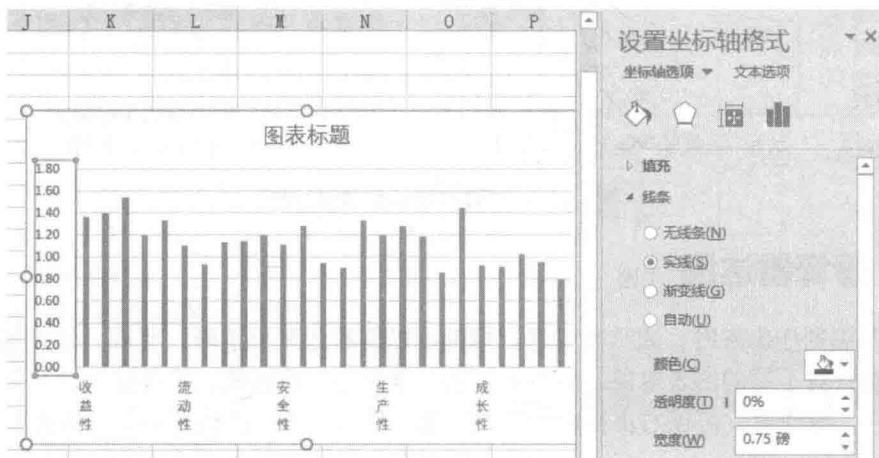 J K L M N O P
图表标题
1.80
1.60
1.40
1.20
1.00
0.80
0.60
0.40
0.20
0.00
收益性 流动性 安全性 生产性 成长性
设置坐标轴格式
坐标轴选项 文本选项
填充
线条
无线条(N)
实线(S)
渐变线(G)
自动(U)
颜色(C)
透明度(T) 0%
宽度(W) 0.75 磅